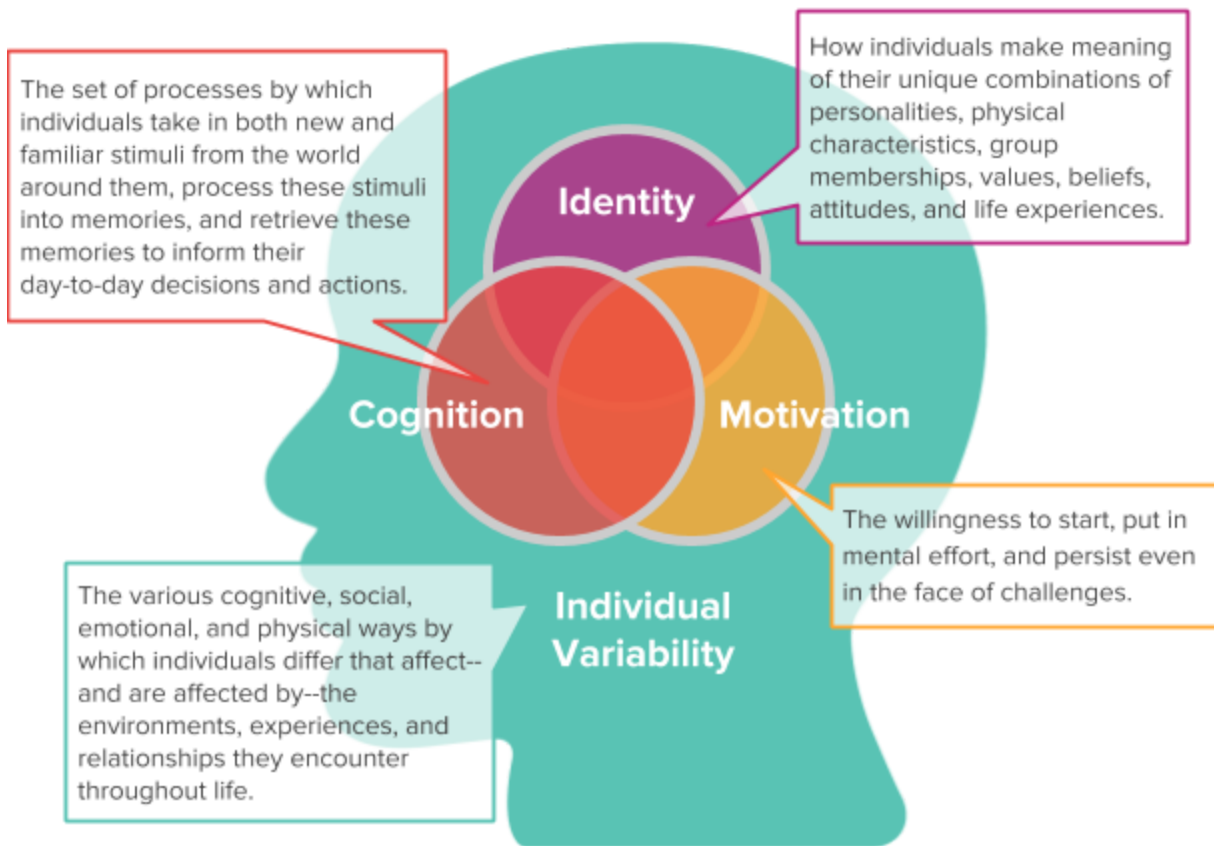 The set of processes by which
individuals take in both new and
familiar stimuli from the world
around them, process these stimuli
into memories, and retrieve these
memories to inform their
day-to-day decisions and actions.
How individuals make meaning
of their unique combinations of
personalities, physical
characteristics, group
memberships, values, beliefs,
attitudes, and life experiences.
Identity
Cognition
Motivation
The willingness to start, put in
mental effort, and persist even
in the face of challenges.
The various cognitive, social,
emotional, and physical ways by
which individuals differ that affect--
and are affected by--the
environments, experiences, and
relationships they encounter
throughout life.
Individual
Variability